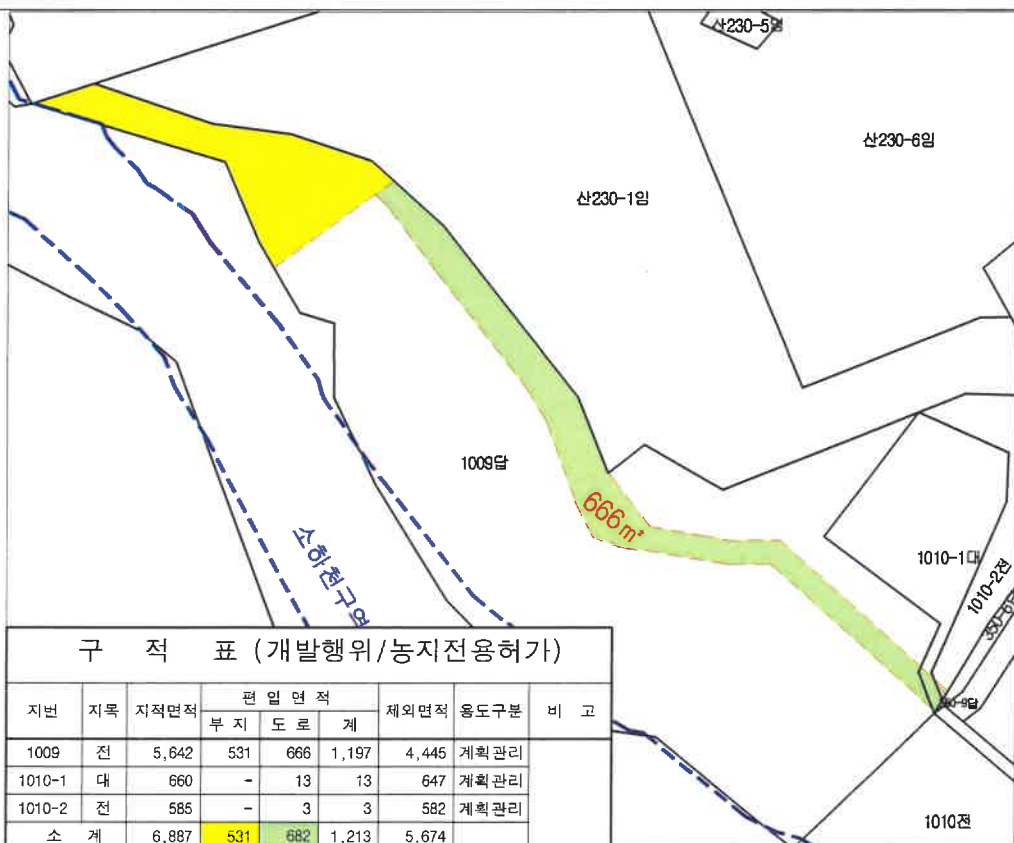 산230-5임
산230-6임
산230-1임
1009답
666㎡
소하천구역
1010-1대
1010-2전
1010전
구 적 표 (개발행위/농지전용허가)
지번 지목 지적면적 편 입 면 적 제외면적 용도구분 비 고
부 지 도 로 계
1009 전 5,642 531 666 1,197 4,445 계획관리
1010-1 대 660 - 13 13 647 계획관리
1010-2 전 585 - 3 3 582 계획관리
소 계 6,887 531 682 1,213 5,674